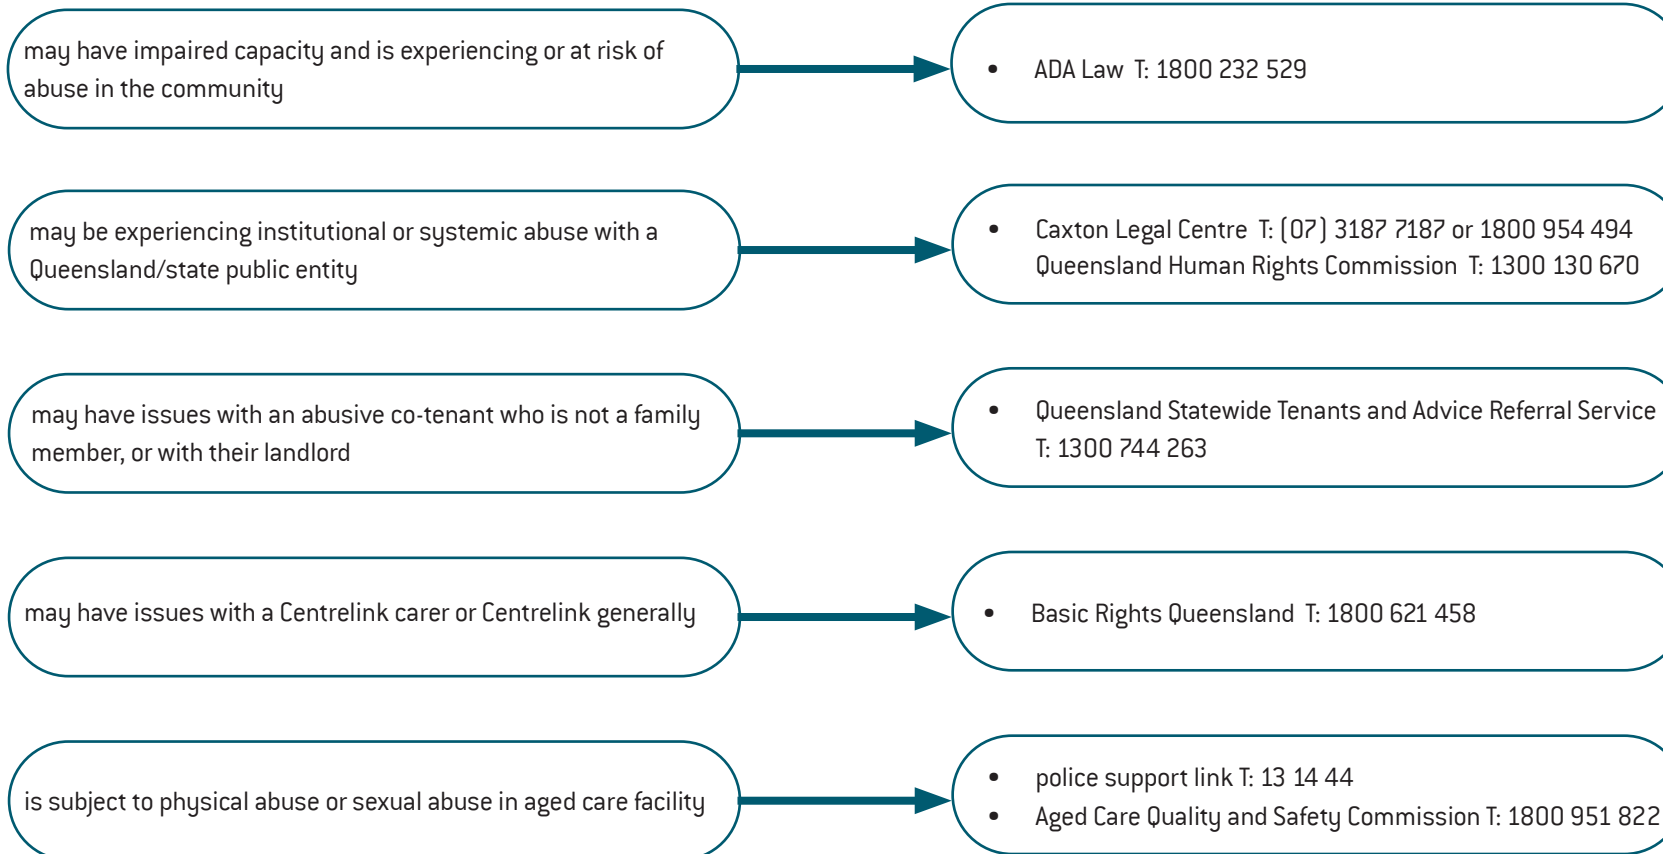 may have impaired capacity and is experiencing or at risk of
abuse in the community
• ADA Law T: 1800 232 529
may be experiencing institutional or systemic abuse with a
Queensland/state public entity
• Caxton Legal Centre T: (07) 3187 7187 or 1800 954 494
Queensland Human Rights Commission T: 1300 130 670
may have issues with an abusive co-tenant who is not a family
member, or with their landlord
• Queensland Statewide Tenants and Advice Referral Service
T: 1300 744 263
may have issues with a Centrelink carer or Centrelink generally
• Basic Rights Queensland T: 1800 621 458
is subject to physical abuse or sexual abuse in aged care facility
• police support link T: 13 14 44
• Aged Care Quality and Safety Commission T: 1800 951 822